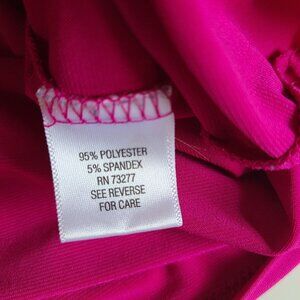 95% POLYESTER
5% SPANDEX
RN 73277
SEE REVERSE
FOR CARE